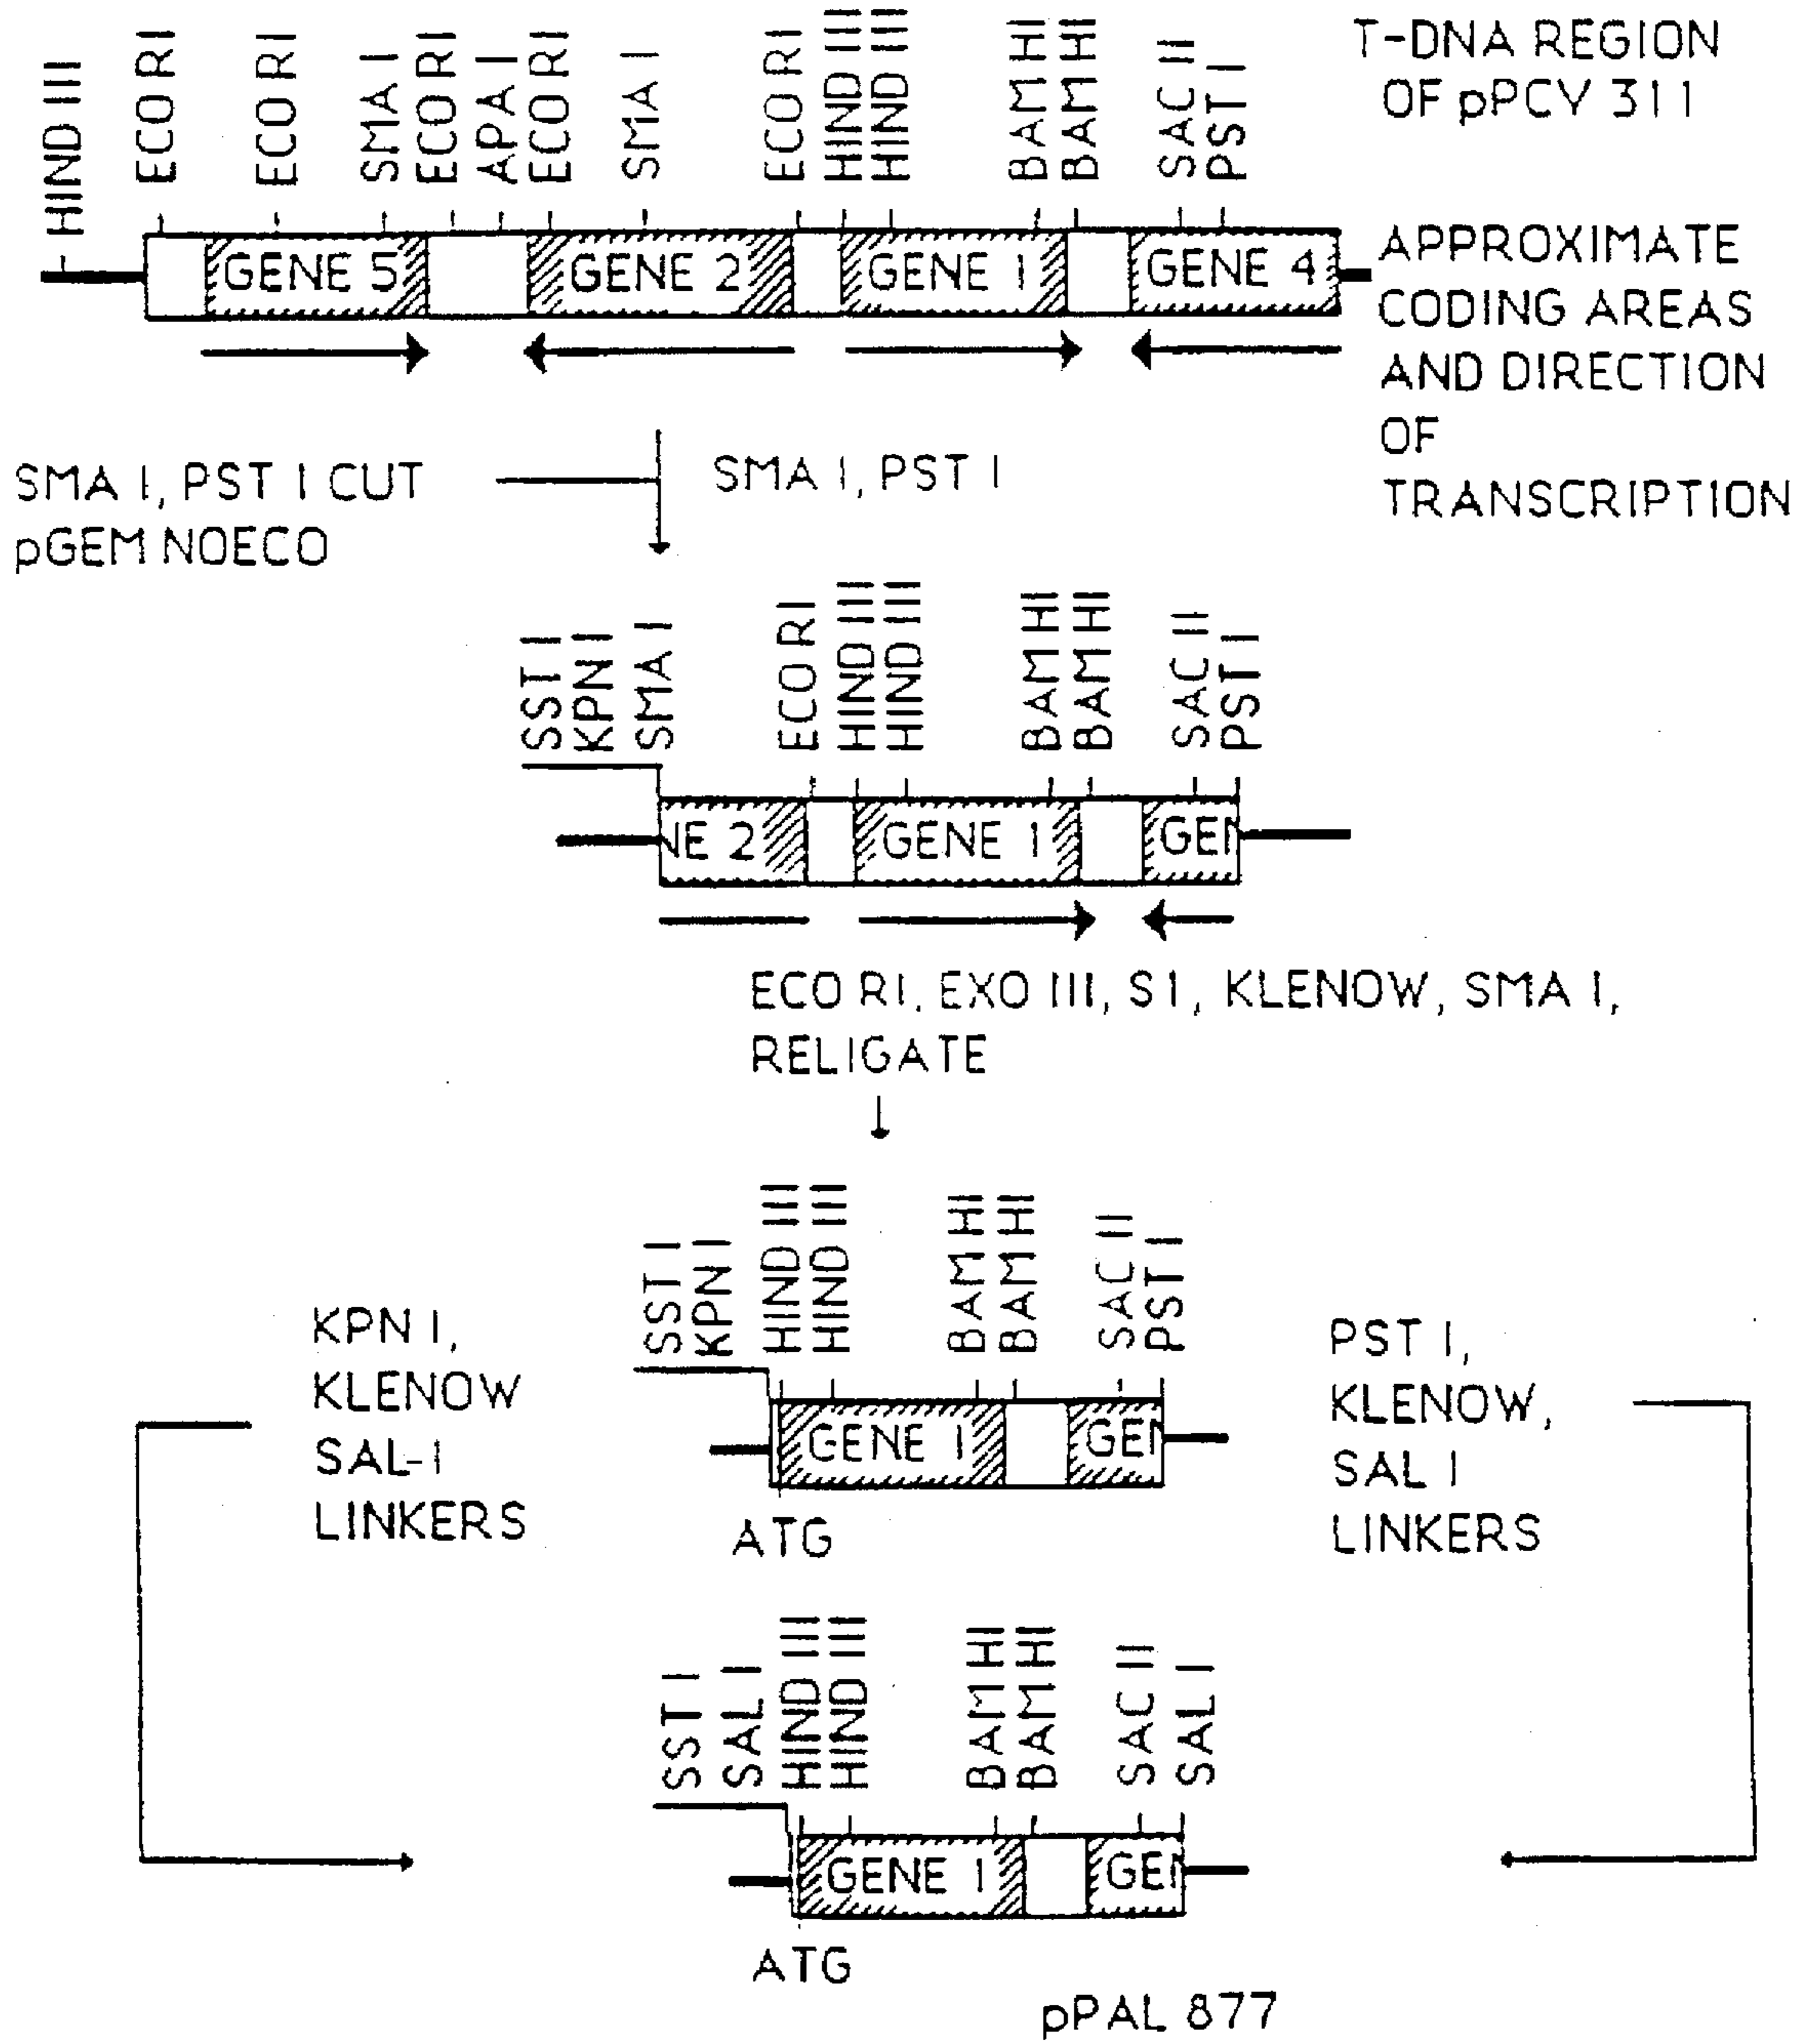 T-DNA REGION
OF pPCV 311
HIND III
ECO RI
ECO RI
SMA I
ECO RI
APA I
ECO RI
SMA I
ECO RI
HIND III
HIND III
BAM HI
BAM HI
SAC II
PST I
GENE 5
GENE 2
GENE 1
GENE 4
APPROXIMATE
CODING AREAS
AND DIRECTION
OF
TRANSCRIPTION
SMA I, PST I CUT
pGEM NOECO
SMA I, PST I
SST I
KPN I
SMA I
ECO RI
HIND III
HIND III
BAM HI
BAM HI
SAC II
PST I
NE 2
GENE 1
GEN
ECO RI, EXO III, S1, KLENOW, SMA I,
RELIGATE
SST I
KPN I
HIND III
HIND III
BAM HI
BAM HI
SAC II
PST I
GENE 1
GEN
ATG
KPN I,
KLENOW
SAL-I
LINKERS
PST I,
KLENOW,
SAL I
LINKERS
SST I
SAL I
HIND III
HIND III
BAM HI
BAM HI
SAC II
SAL I
GENE 1
GEN
ATG
pPAL 877